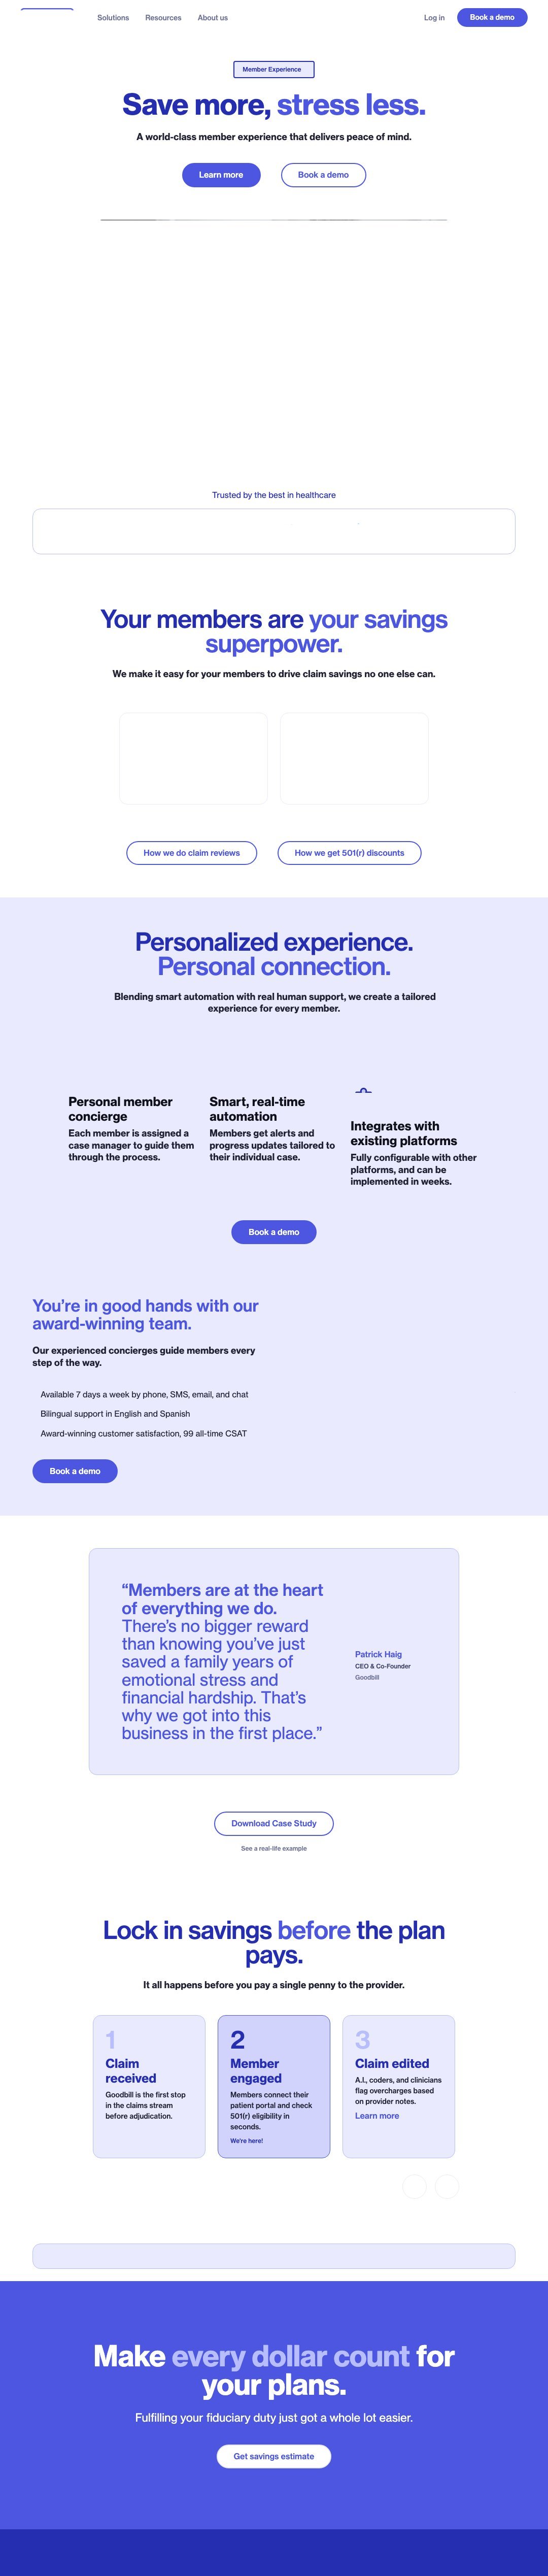 Solutions
Resources
About us
Log in
Book a demo
Member Experience
Save more, stress less.
A world-class member experience that delivers peace of mind.
Learn more
Book a demo
Trusted by the best in healthcare
Your members are your savings
superpower.
We make it easy for your members to drive claim savings no one else can.
How we do claim reviews
How we get 501(r) discounts
Personalized experience.
Personal connection.
Blending smart automation with real human support, we create a tailored
experience for every member.
Personal member
concierge
Each member is assigned a
case manager to guide them
through the process.
Smart, real-time
automation
Members get alerts and
progress updates tailored to
their individual case.
Integrates with
existing platforms
Fully configurable with other
platforms, and can be
implemented in weeks.
Book a demo
You’re in good hands with our
award-winning team.
Our experienced concierges guide members every
step of the way.
Available 7 days a week by phone, SMS, email, and chat
Bilingual support in English and Spanish
Award-winning customer satisfaction, 99 all-time CSAT
Book a demo
“Members are at the heart
of everything we do.
There’s no bigger reward
than knowing you’ve just
saved a family years of
emotional stress and
financial hardship. That’s
why we got into this
business in the first place.”
Patrick Haig
CEO & Co-Founder
Goodbill
Download Case Study
See a real-life example
Lock in savings before the plan
pays.
It all happens before you pay a single penny to the provider.
1
Claim
received
Goodbill is the first stop
in the claims stream
before adjudication.
2
Member
engaged
Members connect their
patient portal and check
501(r) eligibility in
seconds.
We're here!
3
Claim edited
A.I., coders, and clinicians
flag overcharges based
on provider notes.
Learn more
Make every dollar count for
your plans.
Fulfilling your fiduciary duty just got a whole lot easier.
Get savings estimate